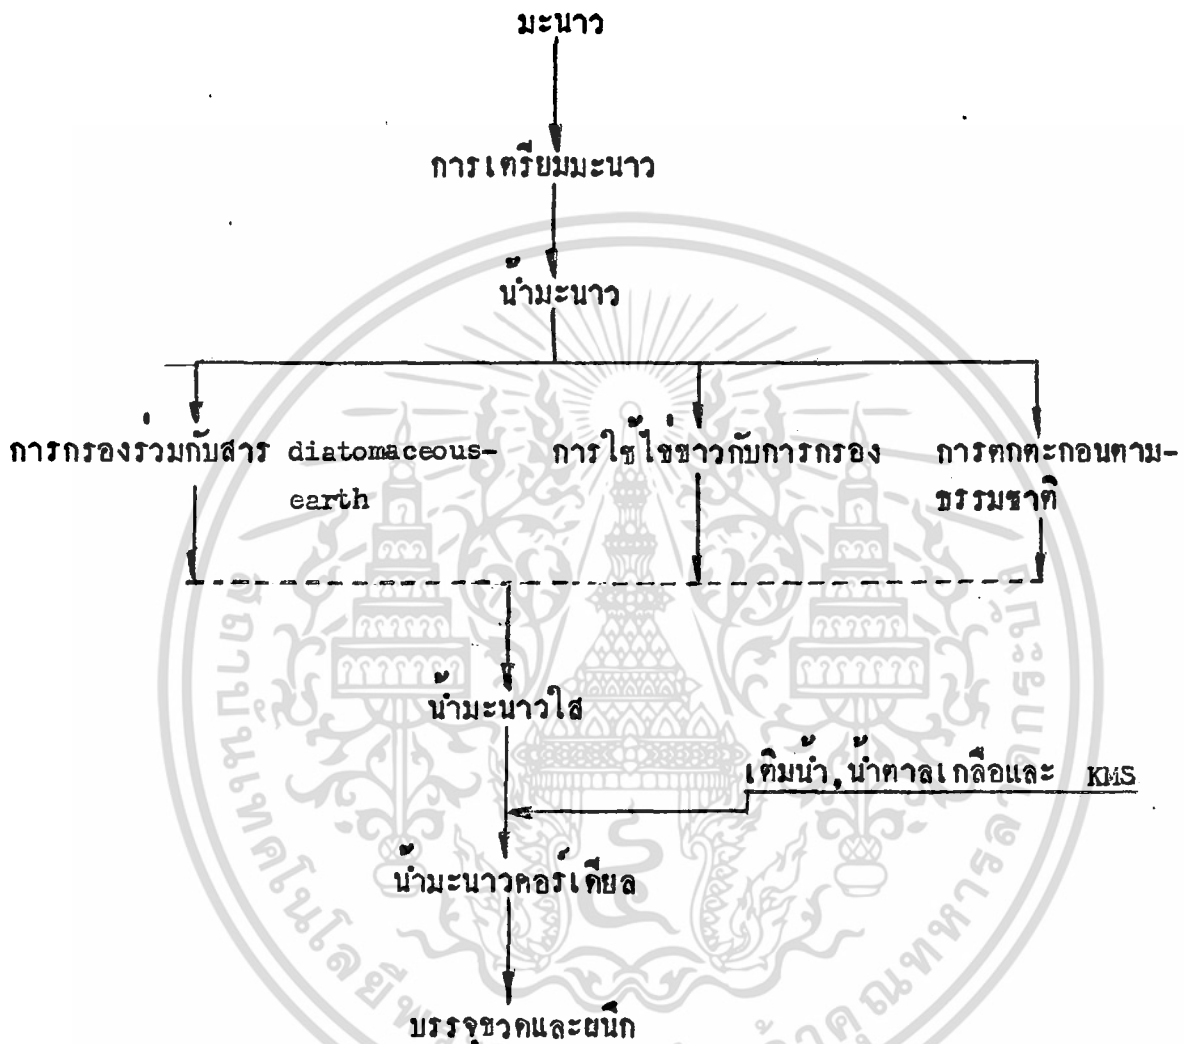 มะนาว
การเตรียมมะนาว
น้ำมะนาว
การกรองร่วมกับสาร diatomaceous-
earth
การใช้ไข่ขาวกับการกรอง
การตกตะกอนตาม-
ธรรมชาติ
น้ำมะนาวใส
เติมน้ำ,น้ำตาลเกลือและ KMS
น้ำมะนาวคอร์เดียล
บรรจุขวดและผนึก